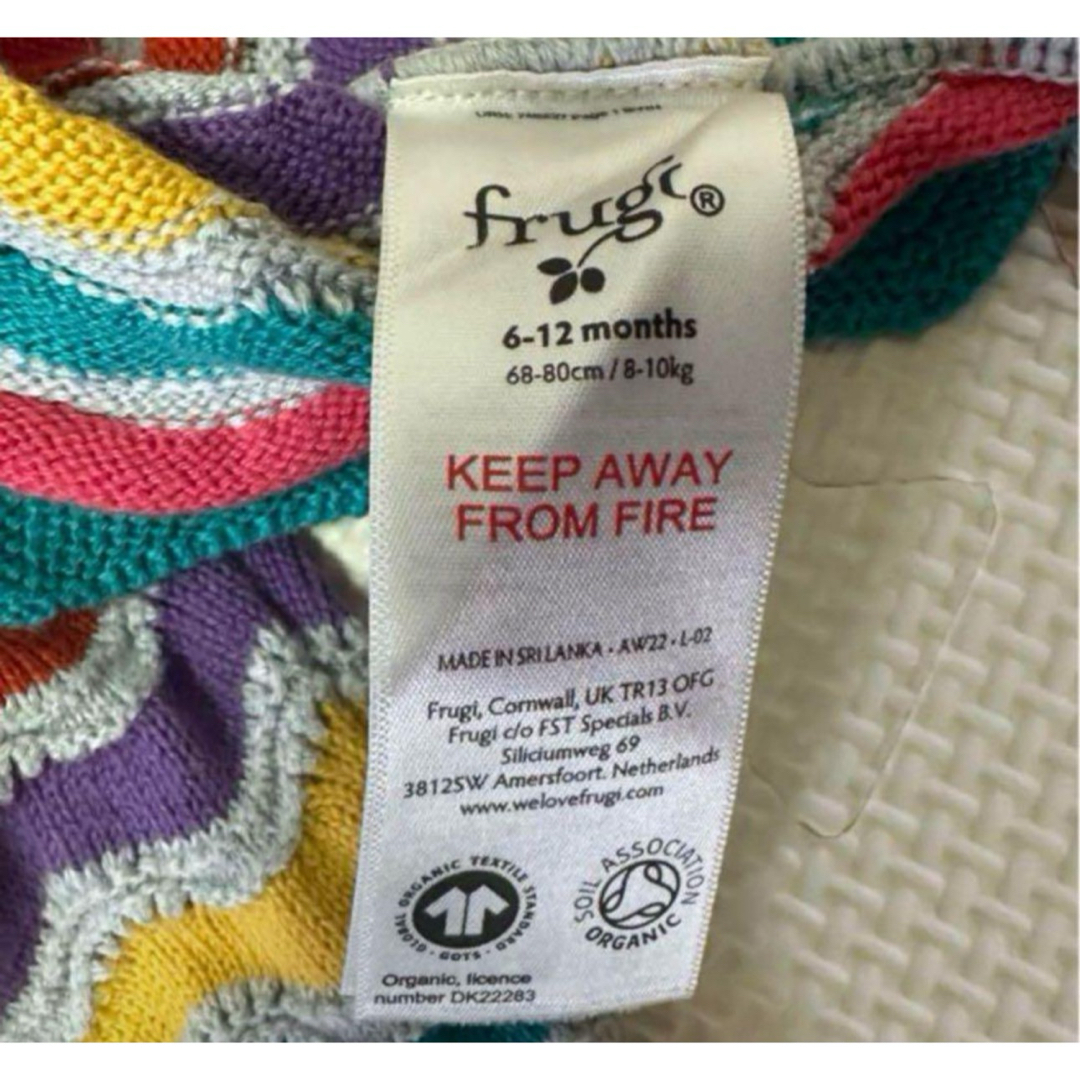 frugi®
6-12 months
68-80cm / 8-10kg
KEEP AWAY
FROM FIRE
MADE IN SRI LANKA • AW22 • L-02
Frugi, Cornwall, UK TR13 OFG
Frugi c/o FST Specials B.V.
Siliciumweg 69
3812SW Amersfoort. Netherlands
www.welovefrugi.com
GLOBAL ORGANIC TEXTILE STANDARD
• GOTS •
SOIL ASSOCIATION
ORGANIC
Organic, licence
number DK22283